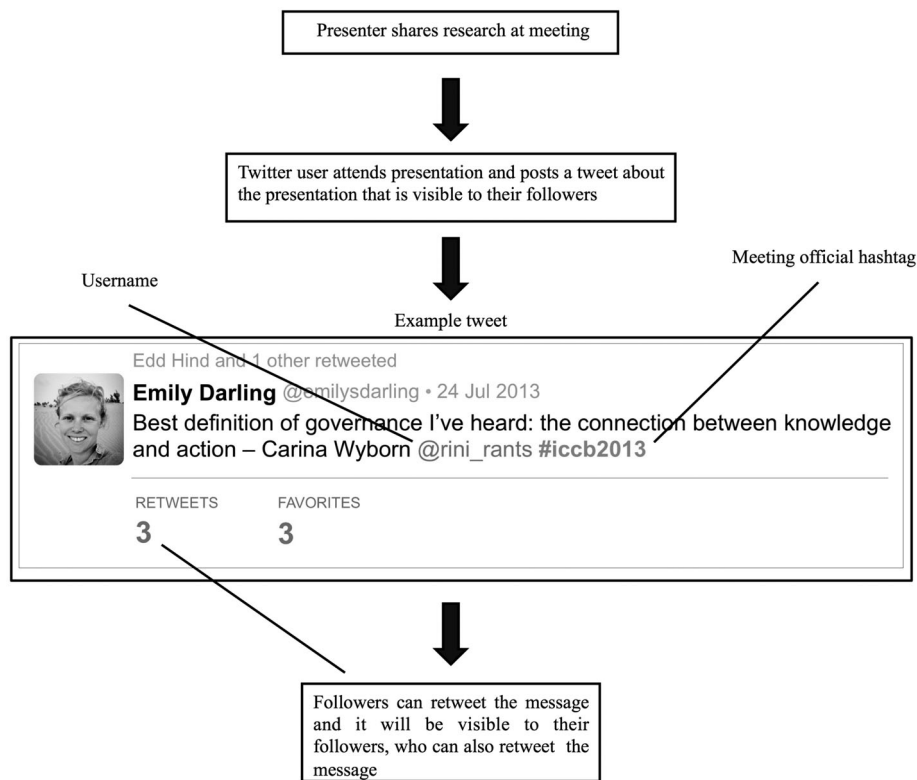 Presenter shares research at meeting
Twitter user attends presentation and posts a tweet about
the presentation that is visible to their followers
Meeting official hashtag
Username
Example tweet
Edd Hind and 1 other retweeted
Emily Darling @emilysdarling • 24 Jul 2013
Best definition of governance I’ve heard: the connection between knowledge
and action – Carina Wyborn @rini_rants #iccb2013
RETWEETS FAVORITES
3 3
Followers can retweet the message
and it will be visible to their
followers, who can also retweet the
message